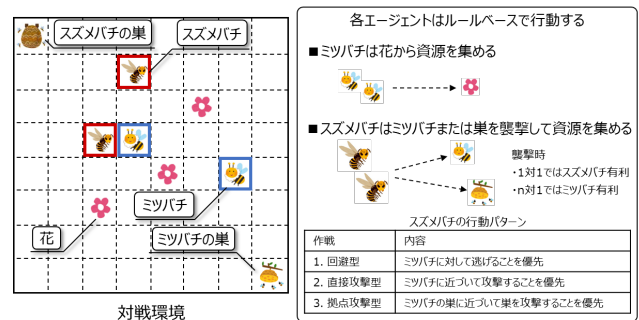 スズメバチの巣
スズメバチ
ミツバチ
花
ミツバチの巣
対戦環境
各エージェントはルールベースで行動する
■ミツバチは花から資源を集める
■スズメバチはミツバチまたは巣を襲撃して資源を集める
襲撃時
・1対1ではスズメバチ有利
・n対1ではミツバチ有利
スズメバチの行動パターン
作戦 内容
1. 回避型 ミツバチに対して逃げることを優先
2. 直接攻撃型 ミツバチに近づいて攻撃することを優先
3. 拠点攻撃型 ミツバチの巣に近づいて巣を攻撃することを優先